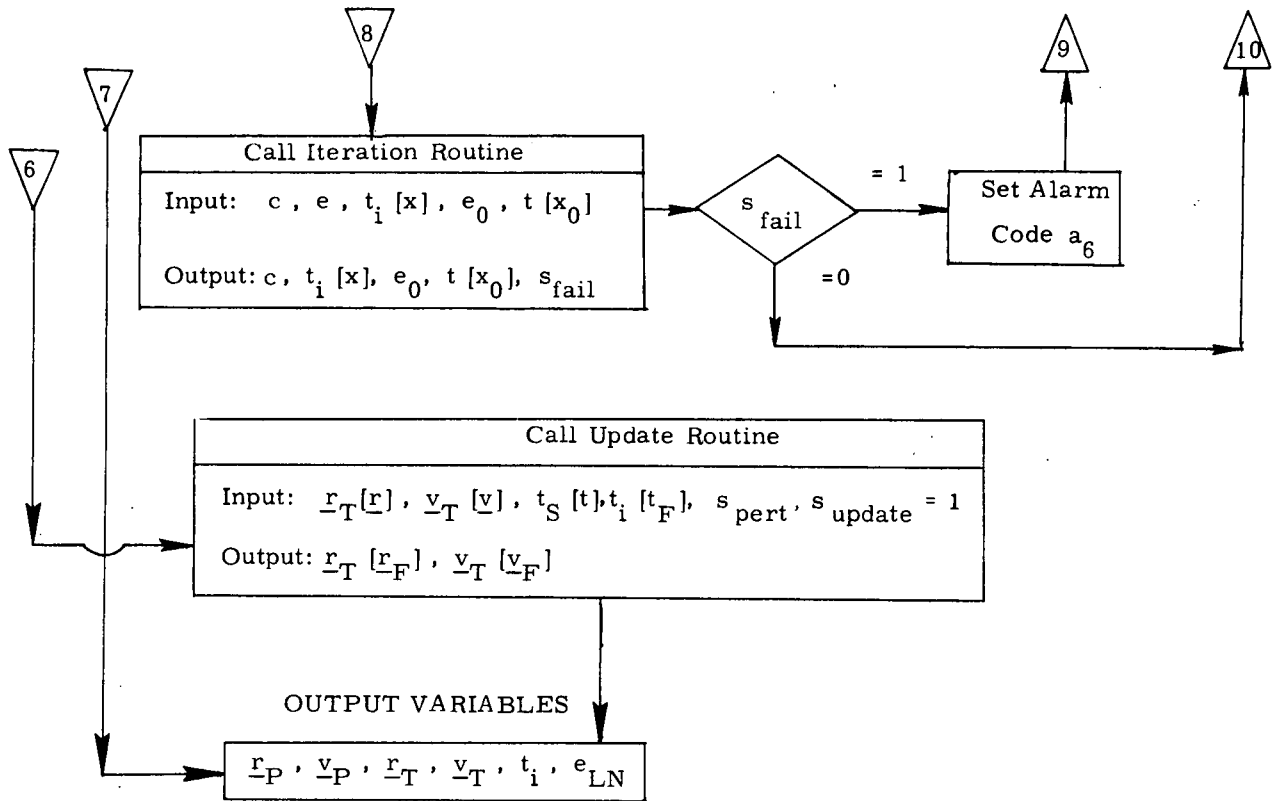 8
9
10
7
6
Call Iteration Routine
Input: c , e , t_i [x] , e_0 , t [x_0]
Output: c , t_i [x], e_0, t [x_0], s_fail
s_fail
= 1
=0
Set Alarm
Code a_6
Call Update Routine
Input: r_T[r] , v_T [v] , t_S [t],t_i [t_F], s_pert, s_update = 1
Output: r_T [r_F] , v_T [v_F]
OUTPUT VARIABLES
r_P , v_P , r_T , v_T , t_i , e_LN